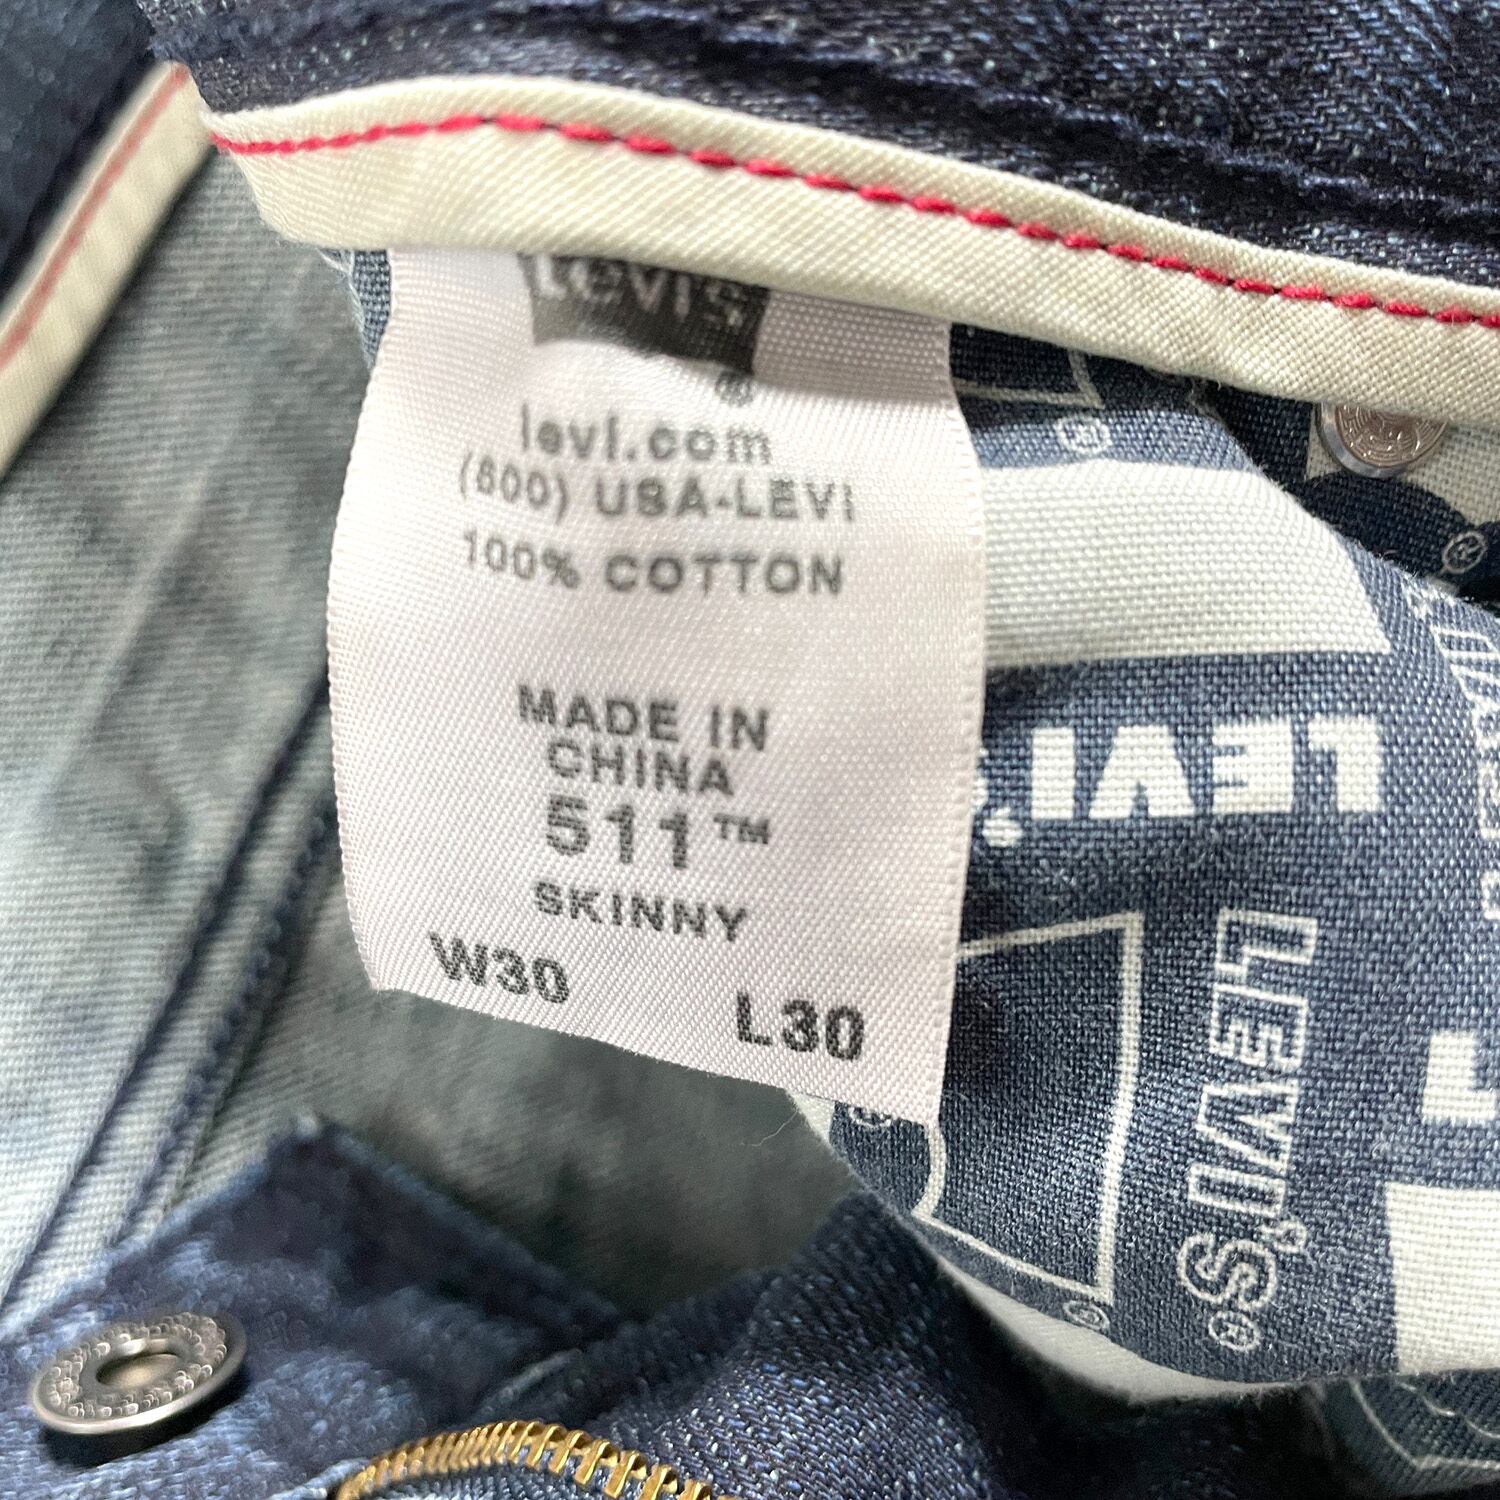 Levi's
®
levi.com
(800) USA-LEVI
100% COTTON
MADE IN
CHINA
511™
SKINNY
W30
L30
®
®
LEVI'S
LEVI'S®
®